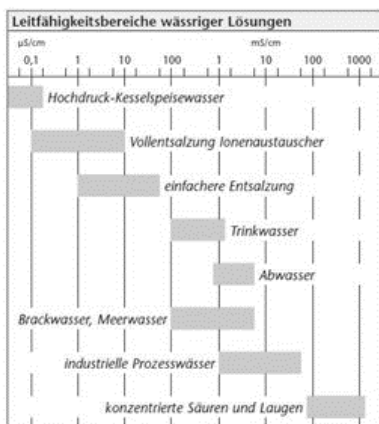 Leitfähigkeitsbereiche wässriger Lösungen
µS/cm mS/cm
0,1 1 10 100 1 10 100 1000
Hochdruck-Kesselspeisewasser
Vollentsalzung Ionenaustauscher
einfachere Entsalzung
Trinkwasser
Abwasser
Brackwasser, Meerwasser
industrielle Prozesswässer
konzentrierte Säuren und Laugen